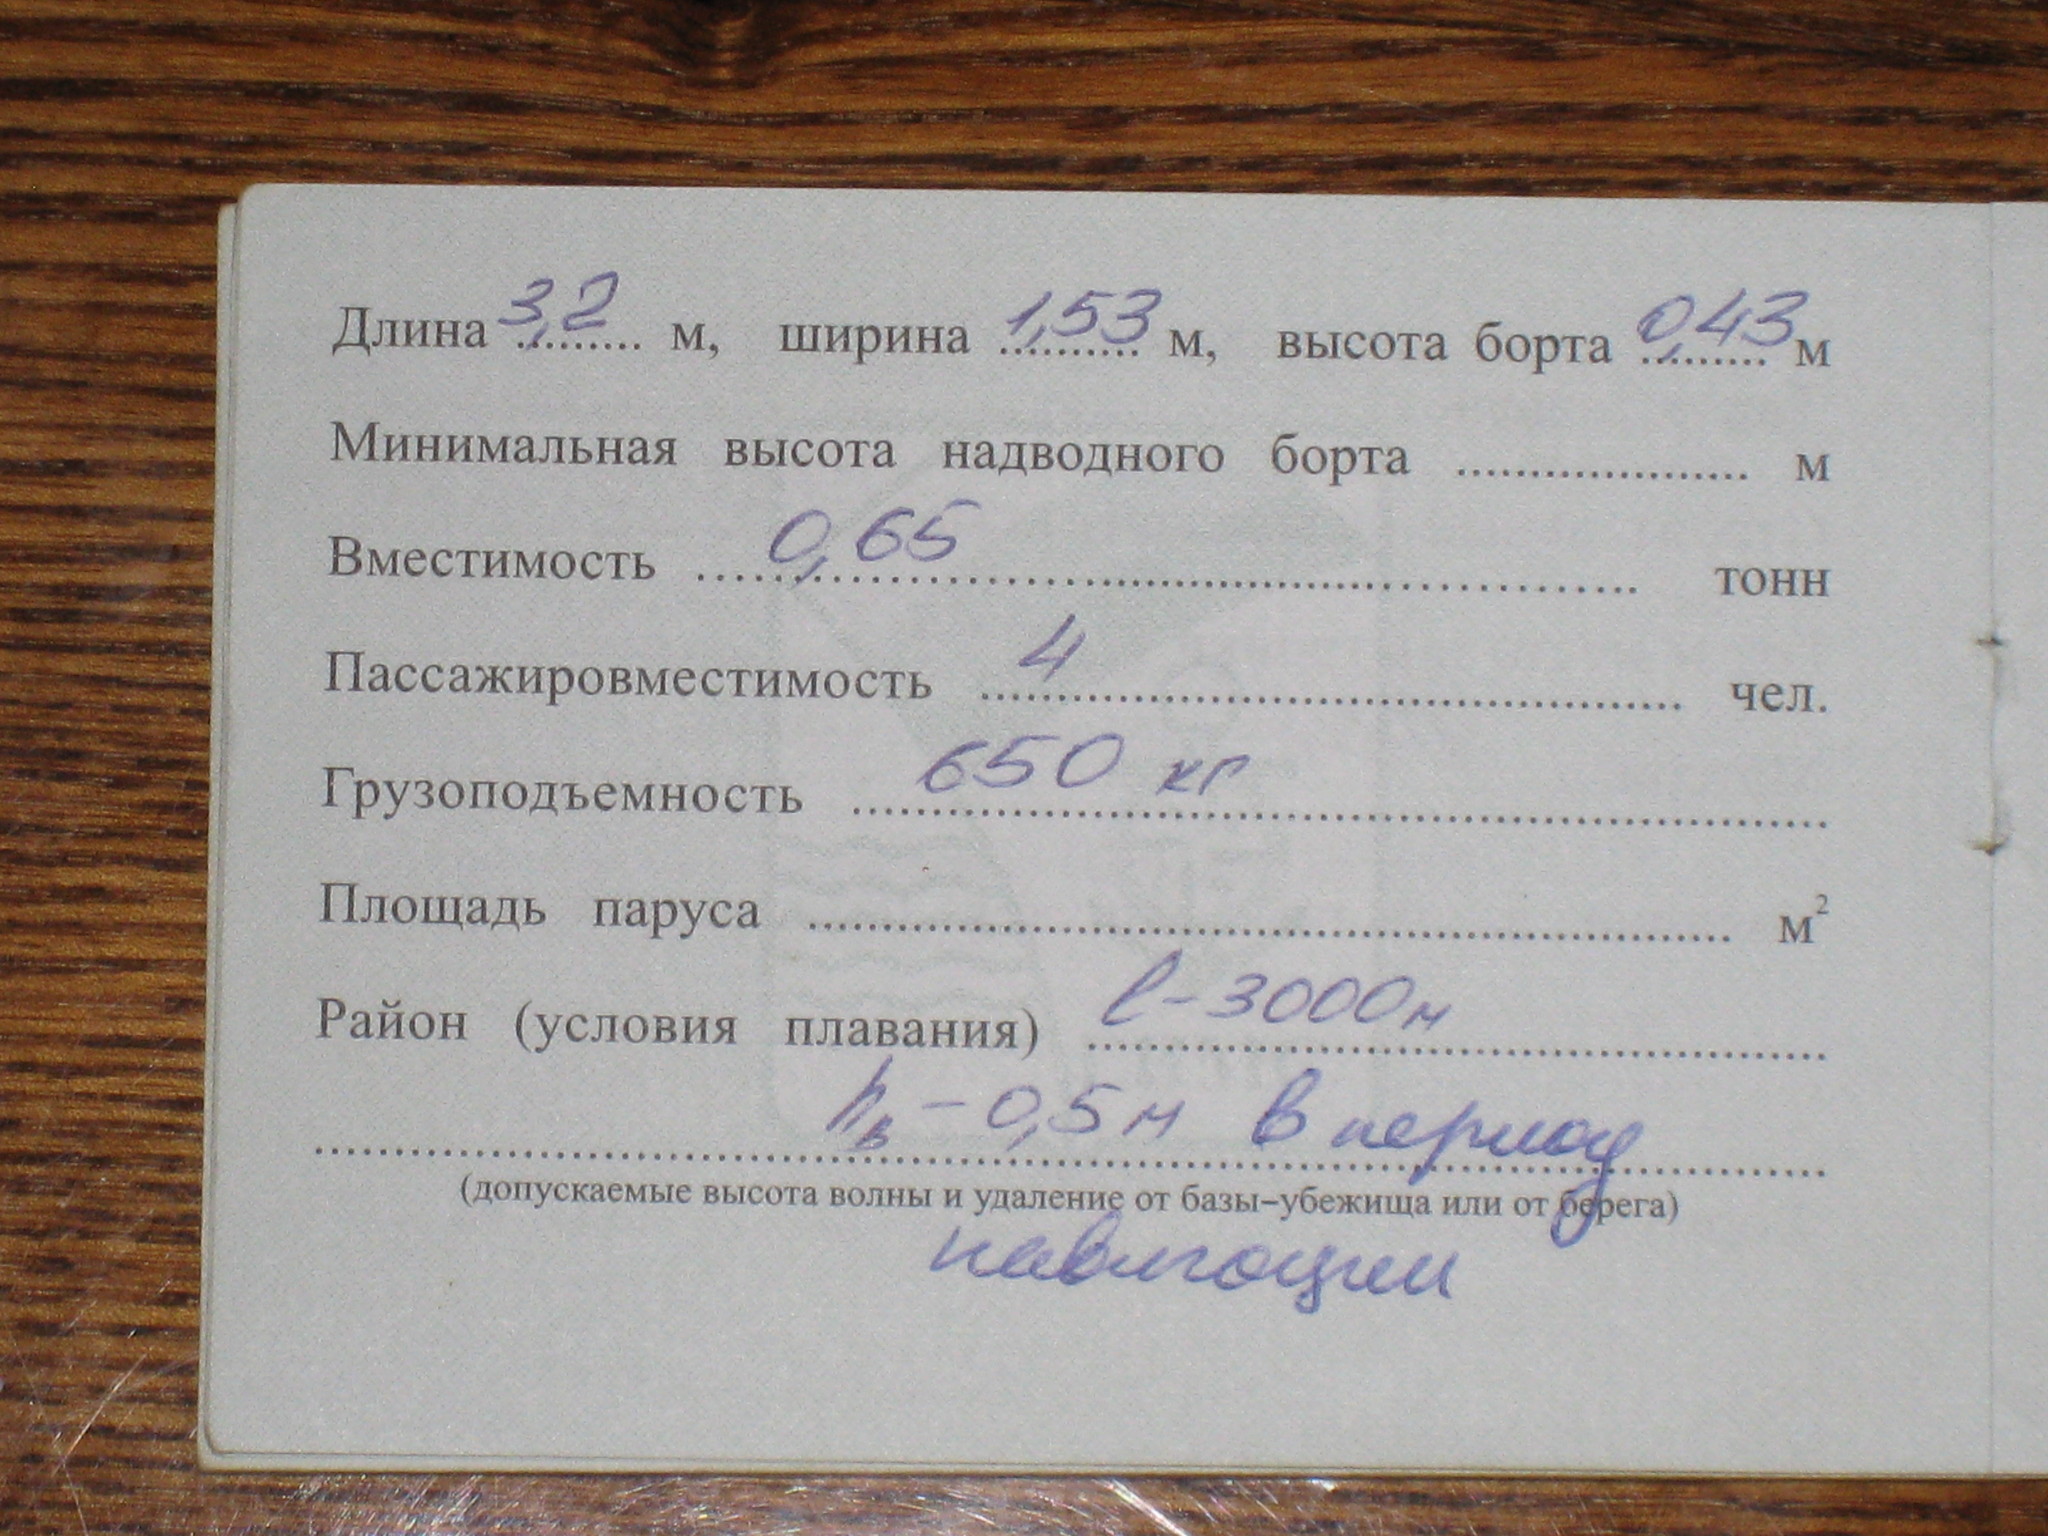 Длина 3,2 м, ширина 1,53 м, высота борта 0,43 м
Минимальная высота надводного борта .................... м
Вместимость 0,65 тонн
Пассажировместимость 4 чел.
Грузоподъемность 650 кг
Площадь паруса .................... м²
Район (условия плавания) l - 3000 м
hв - 0,5 м в период
(допускаемые высота волны и удаление от базы–убежища или от берега)
навигации